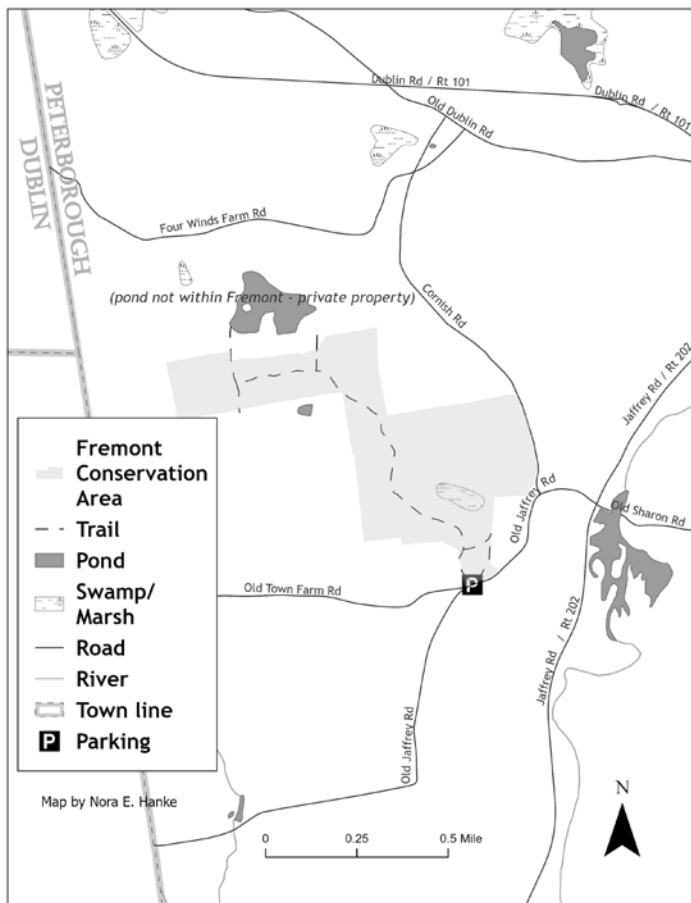 Dublin Rd / Rt 101
Dublin Rd / Rt 101
Old Dublin Rd
PETERBOROUGH
DUBLIN
Four Winds Farm Rd
(pond not within Fremont - private property)
Cornish Rd
Jaffrey Rd / Rt 202
Fremont
Conservation
Area
Trail
Pond
Swamp/
Marsh
Road
River
Town line
P Parking
Old Jaffrey Rd
Old Sharon Rd
Old Town Farm Rd
P
Jaffrey Rd / Rt 202
Old Jaffrey Rd
Map by Nora E. Hanke
0 0.25 0.5 Mile
N